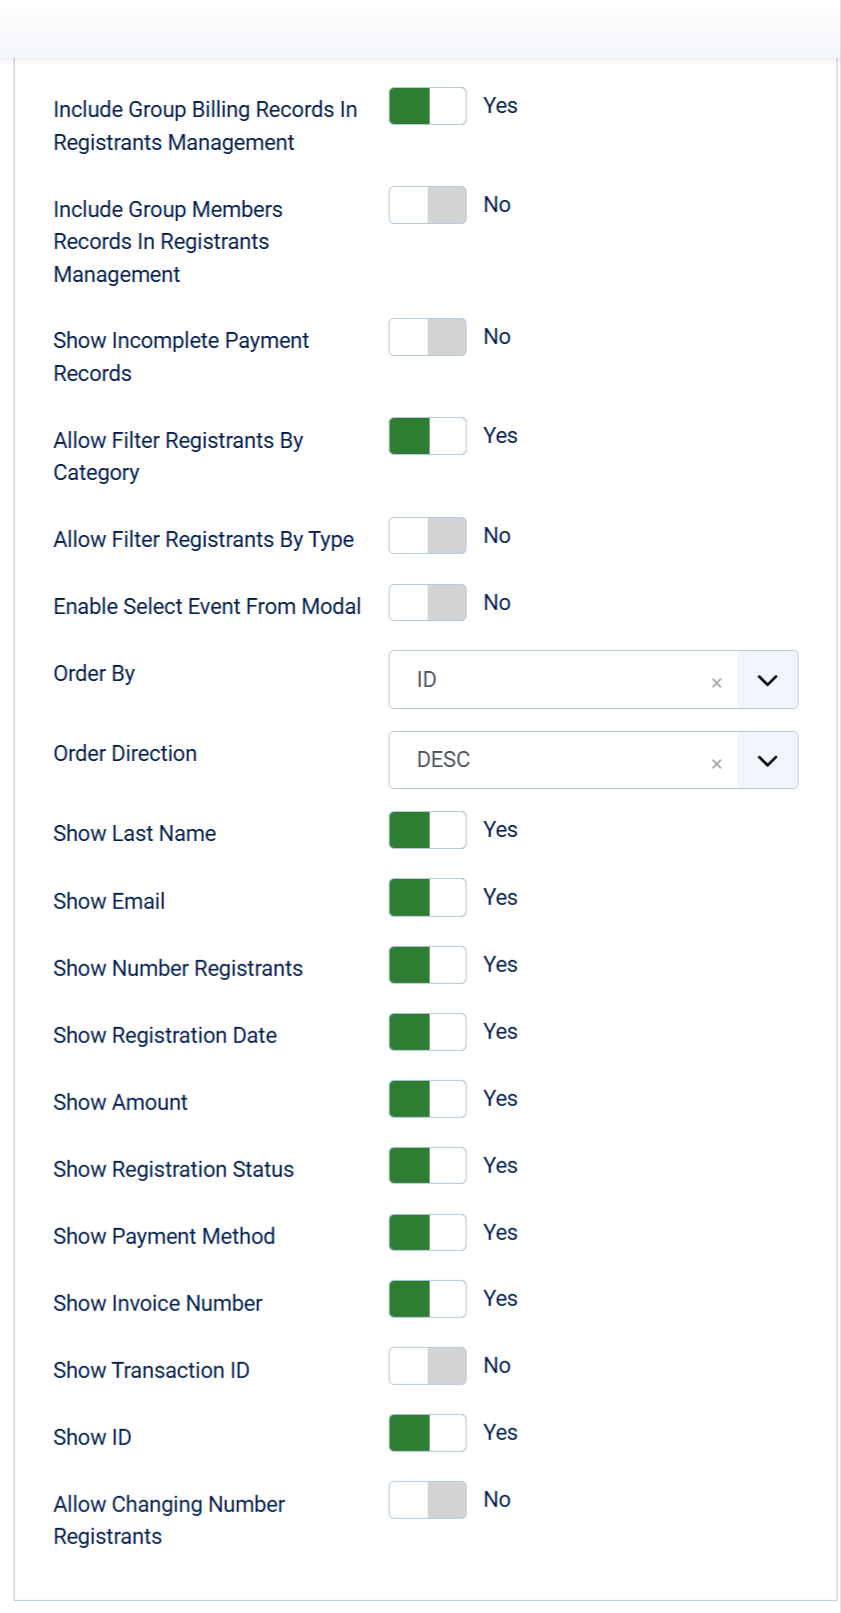 Include Group Billing Records In
Registrants Management
Yes
Include Group Members
Records In Registrants
Management
No
Show Incomplete Payment
Records
No
Allow Filter Registrants By
Category
Yes
Allow Filter Registrants By Type
No
Enable Select Event From Modal
No
Order By
ID ×
Order Direction
DESC ×
Show Last Name
Yes
Show Email
Yes
Show Number Registrants
Yes
Show Registration Date
Yes
Show Amount
Yes
Show Registration Status
Yes
Show Payment Method
Yes
Show Invoice Number
Yes
Show Transaction ID
No
Show ID
Yes
Allow Changing Number
Registrants
No